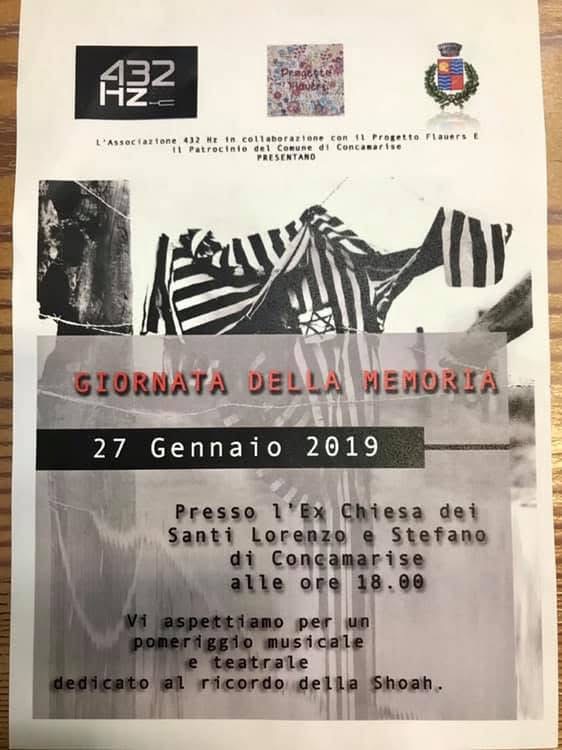 432
Hz
Progetto
Flauers
L'Associazione 432 Hz in collaborazione con il Progetto Flauers E
il Patrocinio del Comune di Concamarise
PRESENTANO
GIORNATA DELLA MEMORIA
27 Gennaio 2019
Presso l'Ex Chiesa dei
Santi Lorenzo e Stefano
di Concamarise
alle ore 18.00
Vi aspettiamo per un
pomeriggio musicale
e teatrale
dedicato al ricordo della Shoah.